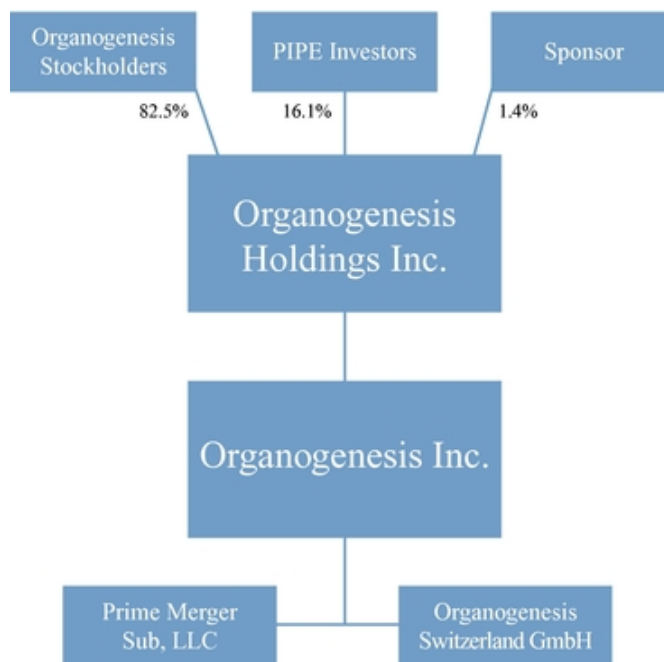 Organogenesis
Stockholders
PIPE Investors
Sponsor
82.5%
16.1%
1.4%
Organogenesis
Holdings Inc.
Organogenesis Inc.
Prime Merger
Sub, LLC
Organogenesis
Switzerland GmbH